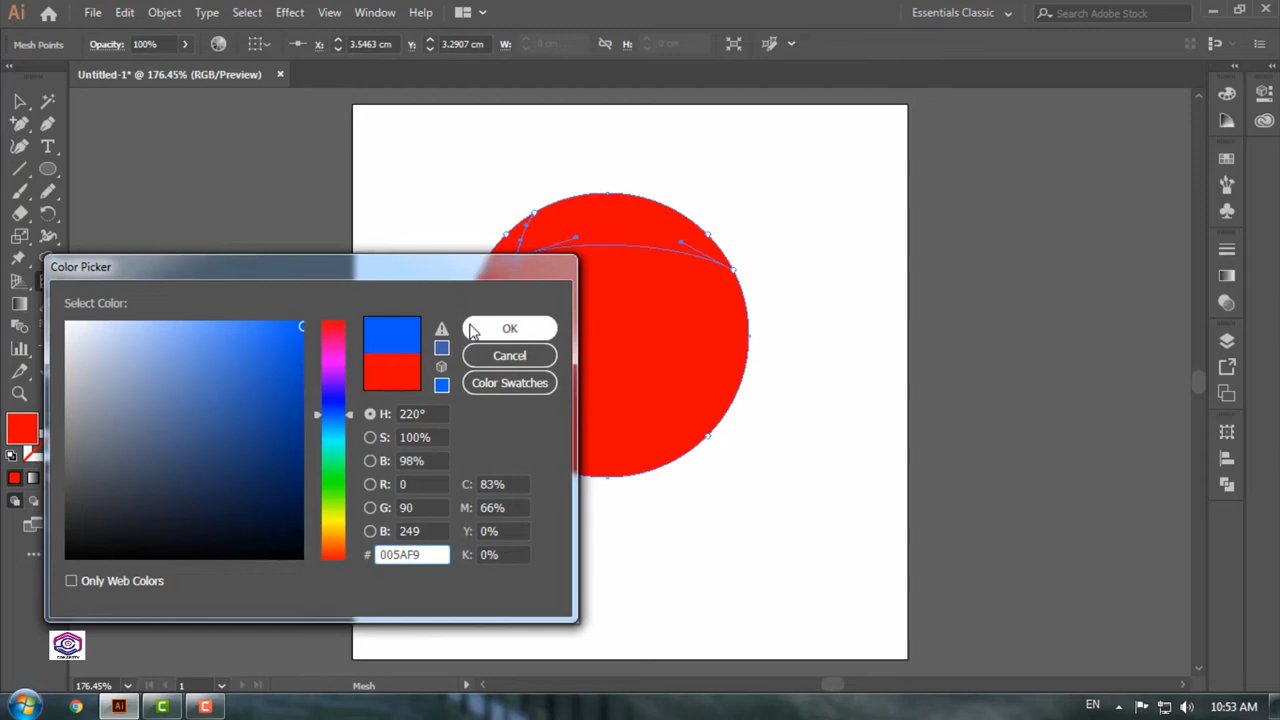 Ai File Edit Object Type Select Effect View Window Help Essentials Classic Search Adobe Stock
Mesh Points Opacity: 100% X: 3.5463 cm Y: 3.2907 cm W: 0 cm H: 0 cm
Untitled-1* @ 176.45% (RGB/Preview)
Color Picker
Select Color:
OK
Cancel
Color Swatches
H: 220°
S: 100%
B: 98%
R: 0 C: 83%
G: 90 M: 66%
B: 249 Y: 0%
# 005AF9 K: 0%
Only Web Colors
176.45% 1 Mesh
Ai EN 10:53 AM